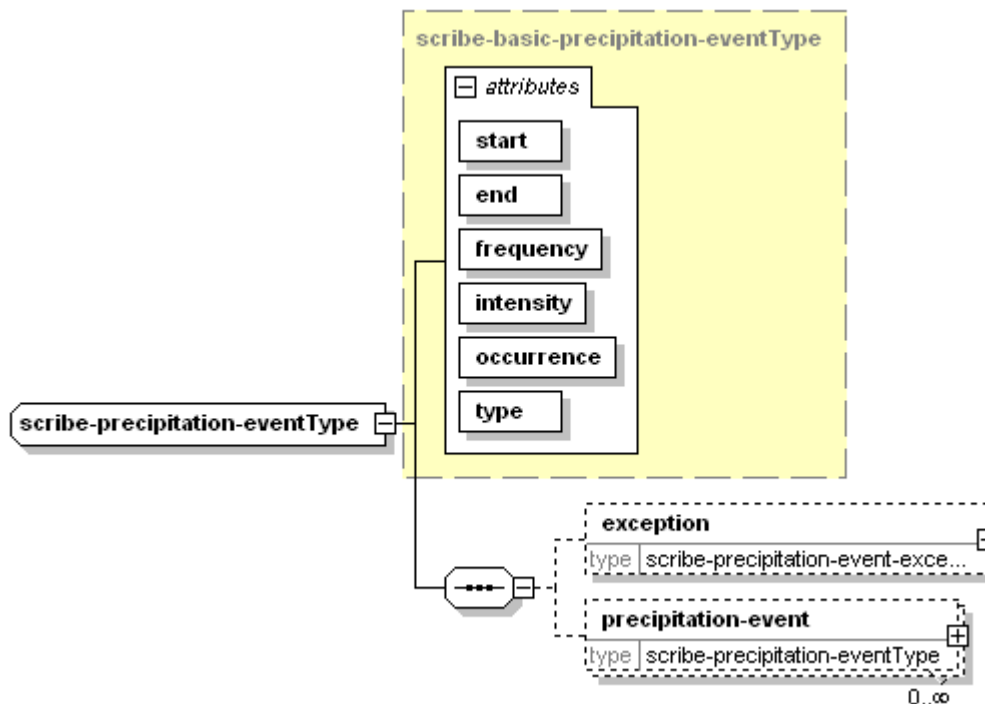 scribe-basic-precipitation-eventType
attributes
start
end
frequency
intensity
occurrence
type
scribe-precipitation-eventType
exception
type scribe-precipitation-event-exce...
precipitation-event
type scribe-precipitation-eventType
0..∞